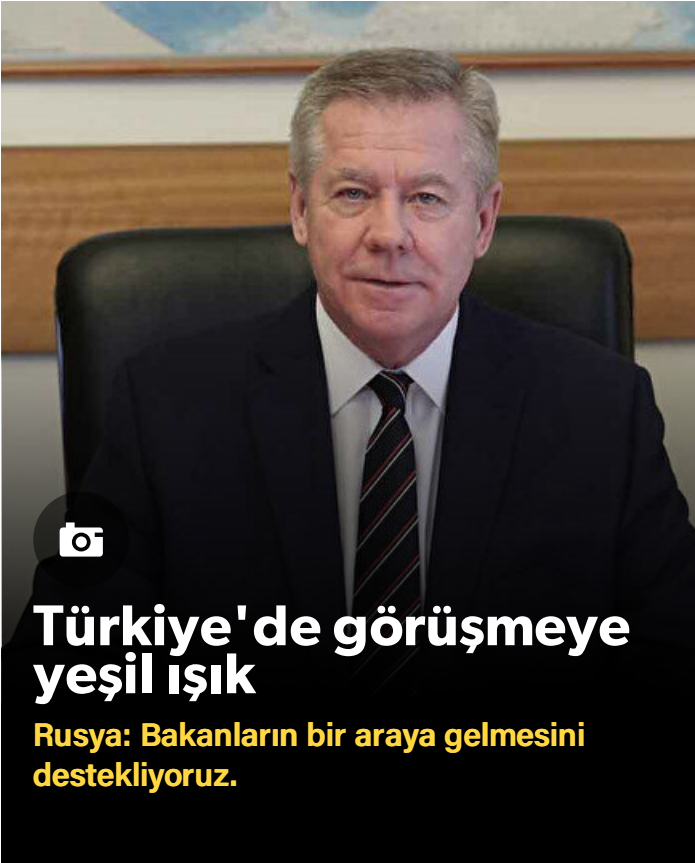 Türkiye'de görüşmeye
yeşil ışık
Rusya: Bakanların bir araya gelmesini
destekliyoruz.